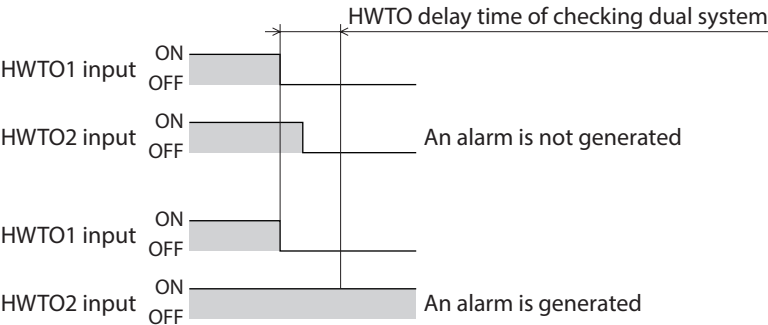 HWTO delay time of checking dual system
ON
HWTO1 input
OFF
ON
HWTO2 input An alarm is not generated
OFF
ON
HWTO1 input
OFF
ON
HWTO2 input An alarm is generated
OFF